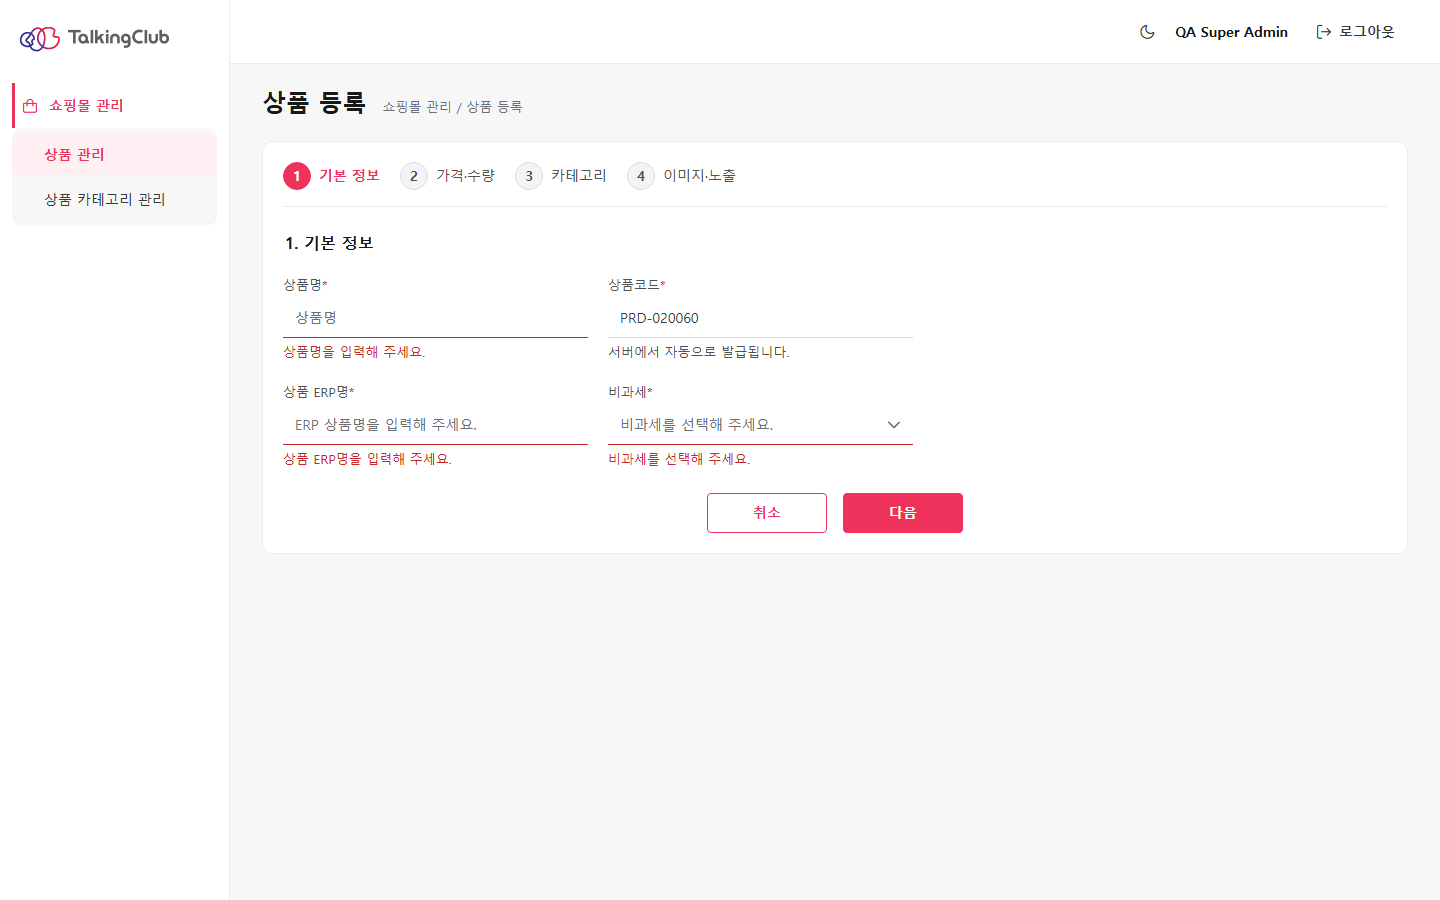 TalkingClub
QA Super Admin
로그아웃
쇼핑몰 관리
상품 관리
상품 카테고리 관리
상품 등록
쇼핑몰 관리 / 상품 등록
1 기본 정보
2 가격·수량
3 카테고리
4 이미지·노출
1. 기본 정보
상품명*
상품명
상품명을 입력해 주세요.
상품코드*
PRD-020060
서버에서 자동으로 발급됩니다.
상품 ERP명*
ERP 상품명을 입력해 주세요.
상품 ERP명을 입력해 주세요.
비과세*
비과세를 선택해 주세요.
비과세를 선택해 주세요.
취소
다음